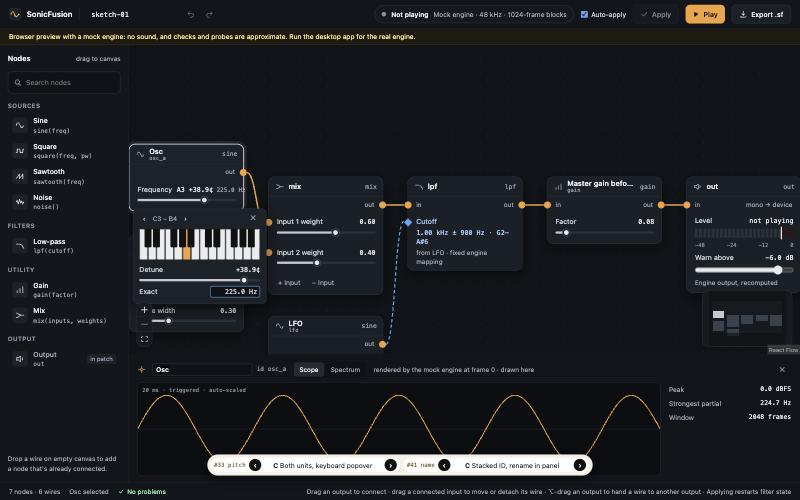 SonicFusion
sketch-01
Not playing Mock engine · 48 kHz · 1024-frame blocks
Auto-apply
Apply
Play
Export .sf
Browser preview with a mock engine: no sound, and checks and probes are approximate. Run the desktop app for the real engine.
Nodes
drag to canvas
Search nodes
SOURCES
Sine
sine(freq)
Square
square(freq, pw)
Sawtooth
sawtooth(freq)
Noise
noise()
FILTERS
Low-pass
lpf(cutoff)
UTILITY
Gain
gain(factor)
Mix
mix(inputs, weights)
OUTPUT
Output
out
in patch
Drop a wire on empty canvas to add
a node that's already connected.
Osc
osc_a
sine
out
Frequency A3 +38.9¢ 225.0 Hz
‹ C3 – B4 ›
Detune +38.9¢
Exact 225.0 Hz
width 0.30
mix
mix
out
Input 1 weight 0.60
Input 2 weight 0.40
+ Input – Input
LFO
lfo
sine
out
lpf
lpf
in out
Cutoff
1.00 kHz ± 900 Hz · G2–
A#6
from LFO · fixed engine
mapping
Master gain befo...
gain
gain
in out
Factor 0.08
out
out
in mono → device
Level not playing
-48 -24 -12 0
Warn above -6.0 dB
Engine output, recomputed
React Flow
Osc
id osc_a
Scope
Spectrum
rendered by the mock engine at frame 0 · drawn here
20 ms · triggered · auto-scaled
Peak 0.0 dBFS
Strongest partial 224.7 Hz
Window 2048 frames
#33 pitch ‹ C Both units, keyboard popover ›
#41 name ‹ C Stacked ID, rename in panel ›
7 nodes · 6 wires
Osc selected
No problems
Drag an output to connect · drag a connected input to move or detach its wire · ⌥-drag an output to hand a wire to another output · Applying restarts filter state